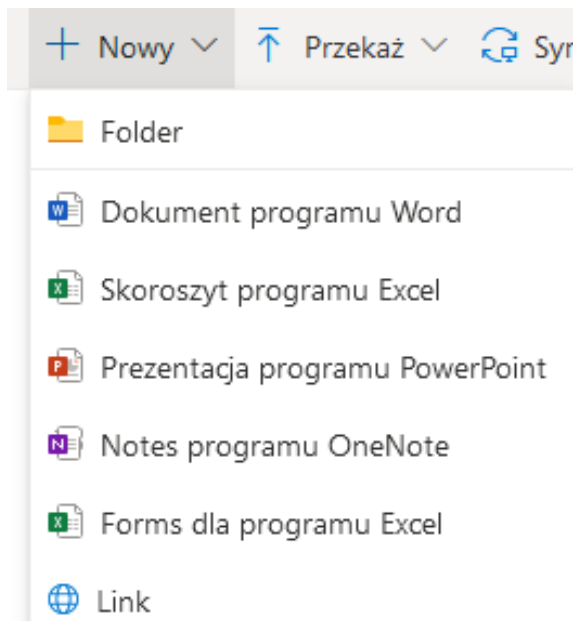 Nowy Przekaż
Folder
Dokument programu Word
Skoroszyt programu Excel
Prezentacja programu PowerPoint
Notes programu OneNote
Forms dla programu Excel
Link